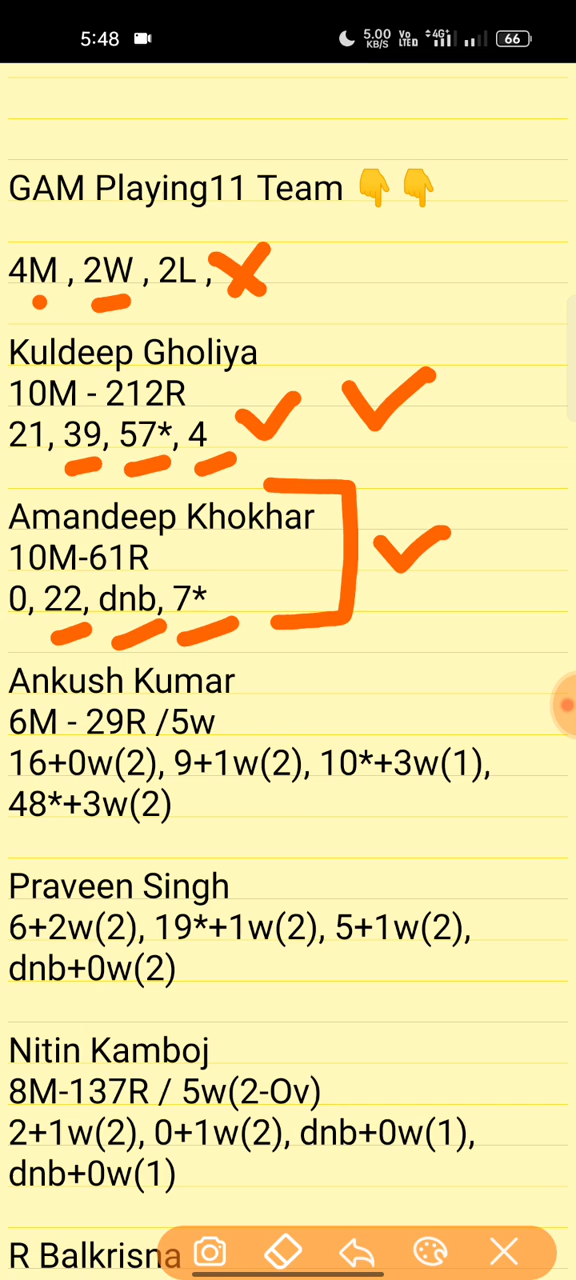 5:48
5.00 KB/S Vo LTED 4G+ 66
GAM Playing11 Team 👇 👇
4M , 2W , 2L ,
Kuldeep Gholiya
10M - 212R
21, 39, 57*, 4
Amandeep Khokhar
10M-61R
0, 22, dnb, 7*
Ankush Kumar
6M - 29R /5w
16+0w(2), 9+1w(2), 10*+3w(1),
48*+3w(2)
Praveen Singh
6+2w(2), 19*+1w(2), 5+1w(2),
dnb+0w(2)
Nitin Kamboj
8M-137R / 5w(2-Ov)
2+1w(2), 0+1w(2), dnb+0w(1),
dnb+0w(1)
R Balkrisna